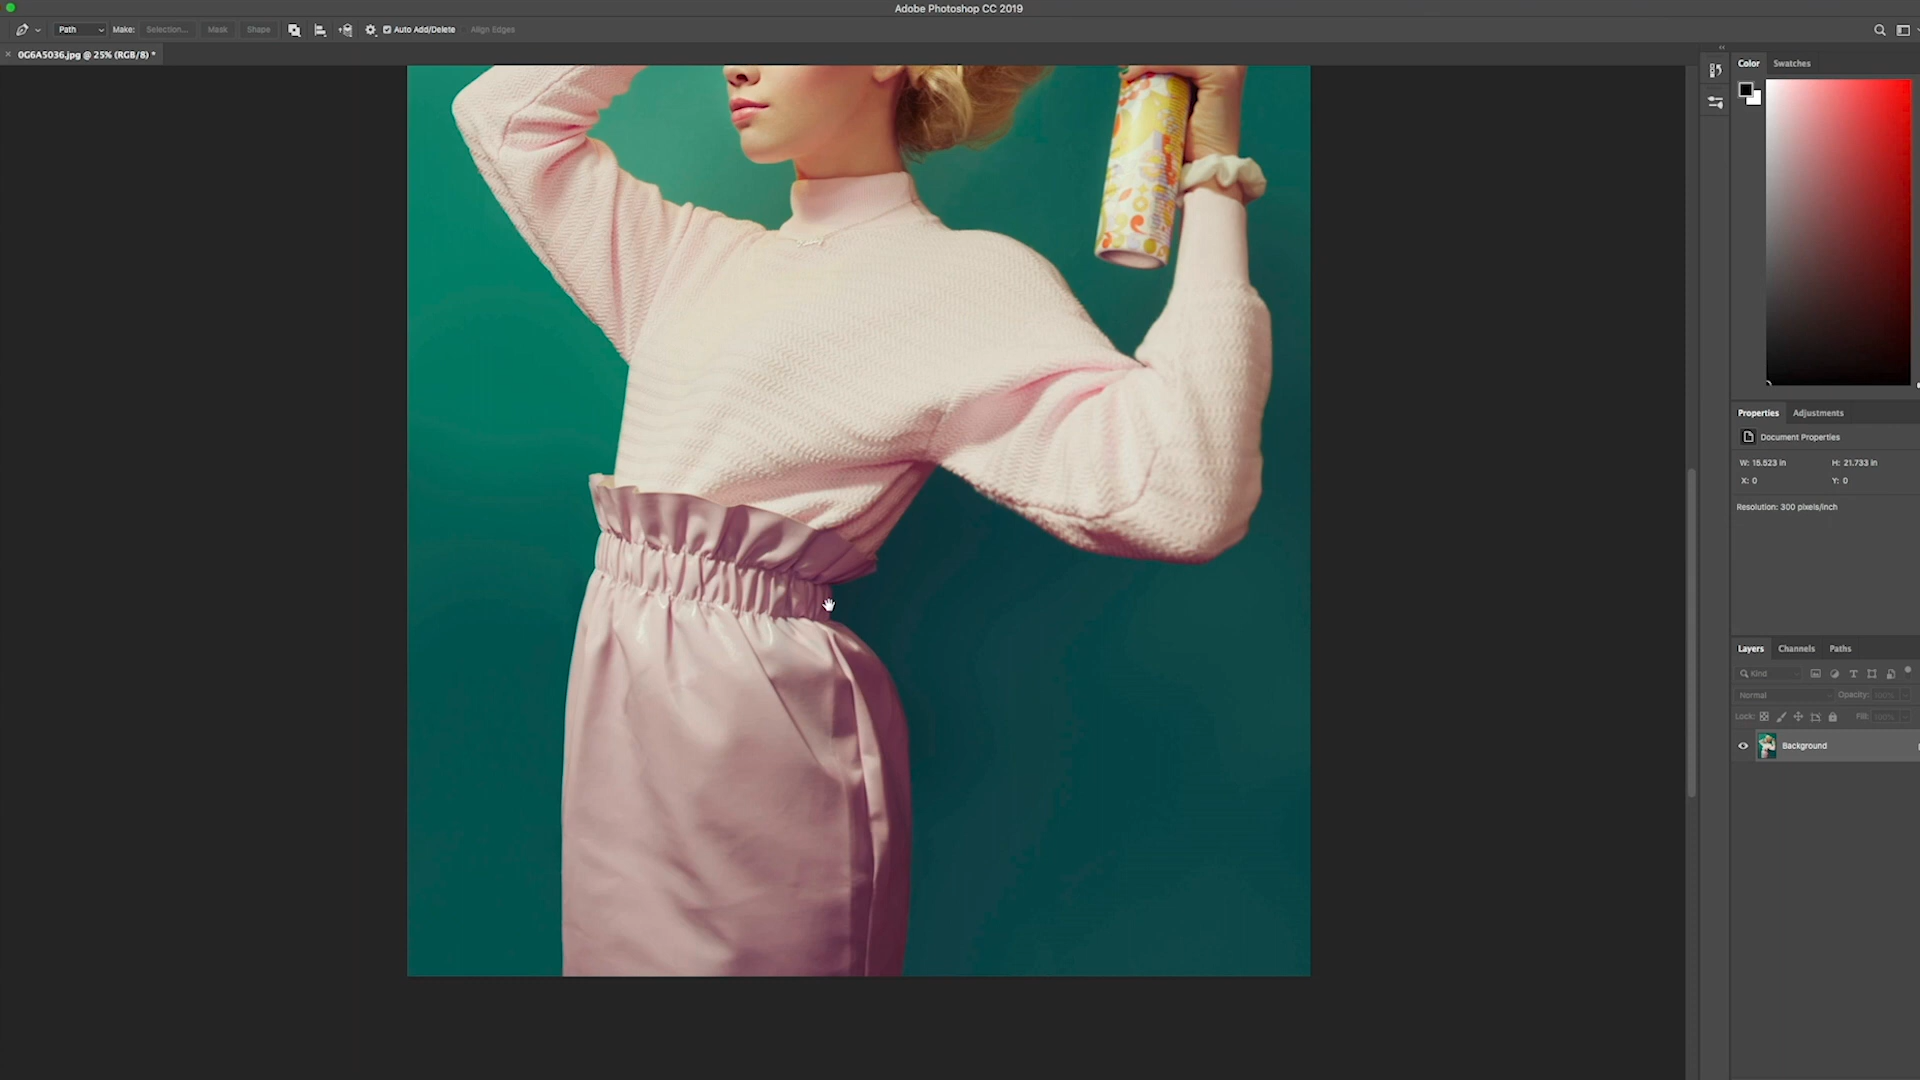 Adobe Photoshop CC 2019
Path Make: Selection... Mask Shape Auto Add/Delete Align Edges
0G6A5036.jpg @ 25% (RGB/8) *
Color Swatches
Properties Adjustments
Document Properties
W: 15.523 in H: 21.733 in
X: 0 Y: 0
Resolution: 300 pixels/inch
Layers Channels Paths
Kind
Normal Opacity: 100%
Lock: Fill: 100%
Background